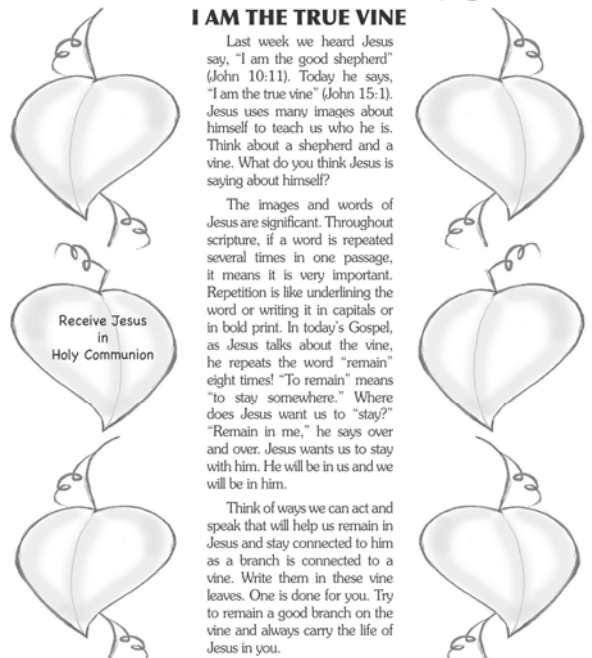 I AM THE TRUE VINE
Last week we heard Jesus
say, “I am the good shepherd”
(John 10:11). Today he says,
“I am the true vine” (John 15:1).
Jesus uses many images about
himself to teach us who he is.
Think about a shepherd and a
vine. What do you think Jesus is
saying about himself?
The images and words of
Jesus are significant. Throughout
scripture, if a word is repeated
several times in one passage,
it means it is very important.
Repetition is like underlining the
word or writing it in capitals or
in bold print. In today’s Gospel,
as Jesus talks about the vine,
he repeats the word “remain”
eight times! “To remain” means
“to stay somewhere.” Where
does Jesus want us to “stay?”
“Remain in me,” he says over
and over. Jesus wants us to stay
with him. He will be in us and we
will be in him.
Think of ways we can act and
speak that will help us remain in
Jesus and stay connected to him
as a branch is connected to a
vine. Write them in these vine
leaves. One is done for you. Try
to remain a good branch on the
vine and always carry the life of
Jesus in you.
Receive Jesus
in
Holy Communion